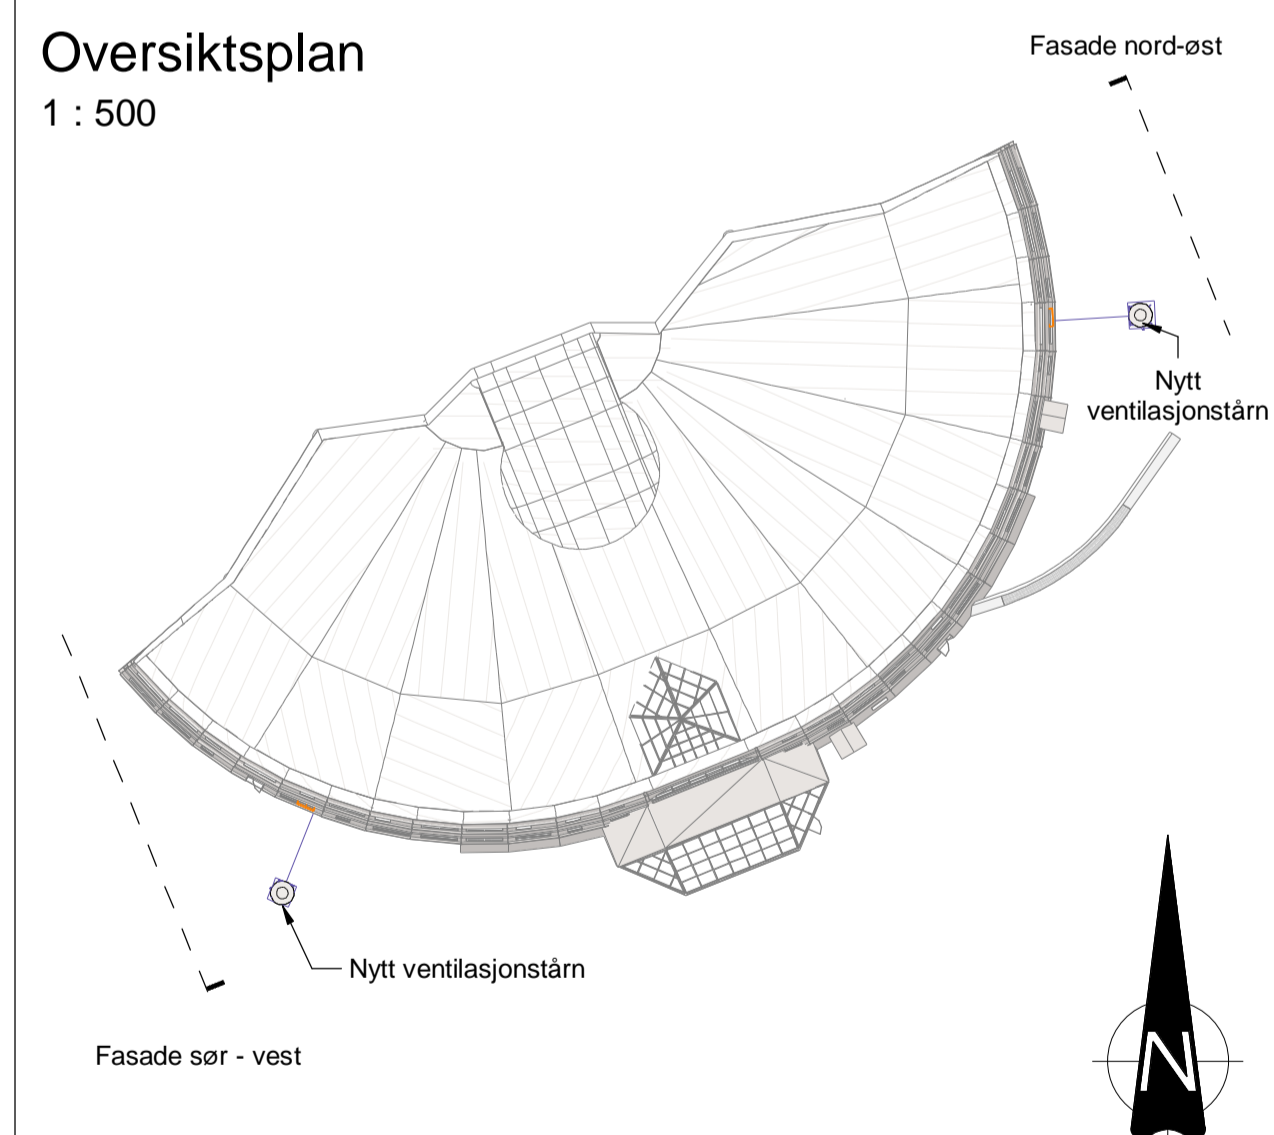 Oversiktsplan
1 : 500
Fasade nord-øst
Nytt
ventilasjonstårn
Nytt ventilasjonstårn
Fasade sør - vest
N